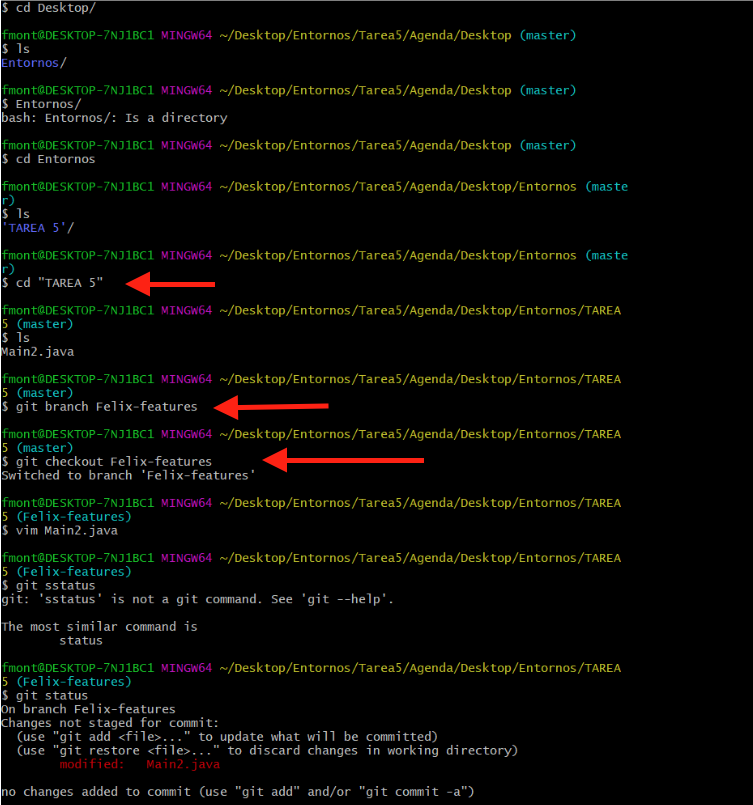 $ cd Desktop/
fmont@DESKTOP-7NJ1BC1 MINGW64 ~/Desktop/Entornos/Tarea5/Agenda/Desktop (master)
$ ls
Entornos/
fmont@DESKTOP-7NJ1BC1 MINGW64 ~/Desktop/Entornos/Tarea5/Agenda/Desktop (master)
$ Entornos/
bash: Entornos/: Is a directory
fmont@DESKTOP-7NJ1BC1 MINGW64 ~/Desktop/Entornos/Tarea5/Agenda/Desktop (master)
$ cd Entornos
fmont@DESKTOP-7NJ1BC1 MINGW64 ~/Desktop/Entornos/Tarea5/Agenda/Desktop/Entornos (maste
r)
$ ls
'TAREA 5'/
fmont@DESKTOP-7NJ1BC1 MINGW64 ~/Desktop/Entornos/Tarea5/Agenda/Desktop/Entornos (maste
r)
$ cd "TAREA 5"
fmont@DESKTOP-7NJ1BC1 MINGW64 ~/Desktop/Entornos/Tarea5/Agenda/Desktop/Entornos/TAREA
5 (master)
$ ls
Main2.java
fmont@DESKTOP-7NJ1BC1 MINGW64 ~/Desktop/Entornos/Tarea5/Agenda/Desktop/Entornos/TAREA
5 (master)
$ git branch Felix-features
fmont@DESKTOP-7NJ1BC1 MINGW64 ~/Desktop/Entornos/Tarea5/Agenda/Desktop/Entornos/TAREA
5 (master)
$ git checkout Felix-features
Switched to branch 'Felix-features'
fmont@DESKTOP-7NJ1BC1 MINGW64 ~/Desktop/Entornos/Tarea5/Agenda/Desktop/Entornos/TAREA
5 (Felix-features)
$ vim Main2.java
fmont@DESKTOP-7NJ1BC1 MINGW64 ~/Desktop/Entornos/Tarea5/Agenda/Desktop/Entornos/TAREA
5 (Felix-features)
$ git sstatus
git: 'sstatus' is not a git command. See 'git --help'.
The most similar command is
status
fmont@DESKTOP-7NJ1BC1 MINGW64 ~/Desktop/Entornos/Tarea5/Agenda/Desktop/Entornos/TAREA
5 (Felix-features)
$ git status
On branch Felix-features
Changes not staged for commit:
(use "git add <file>..." to update what will be committed)
(use "git restore <file>..." to discard changes in working directory)
modified:   Main2.java
no changes added to commit (use "git add" and/or "git commit -a")